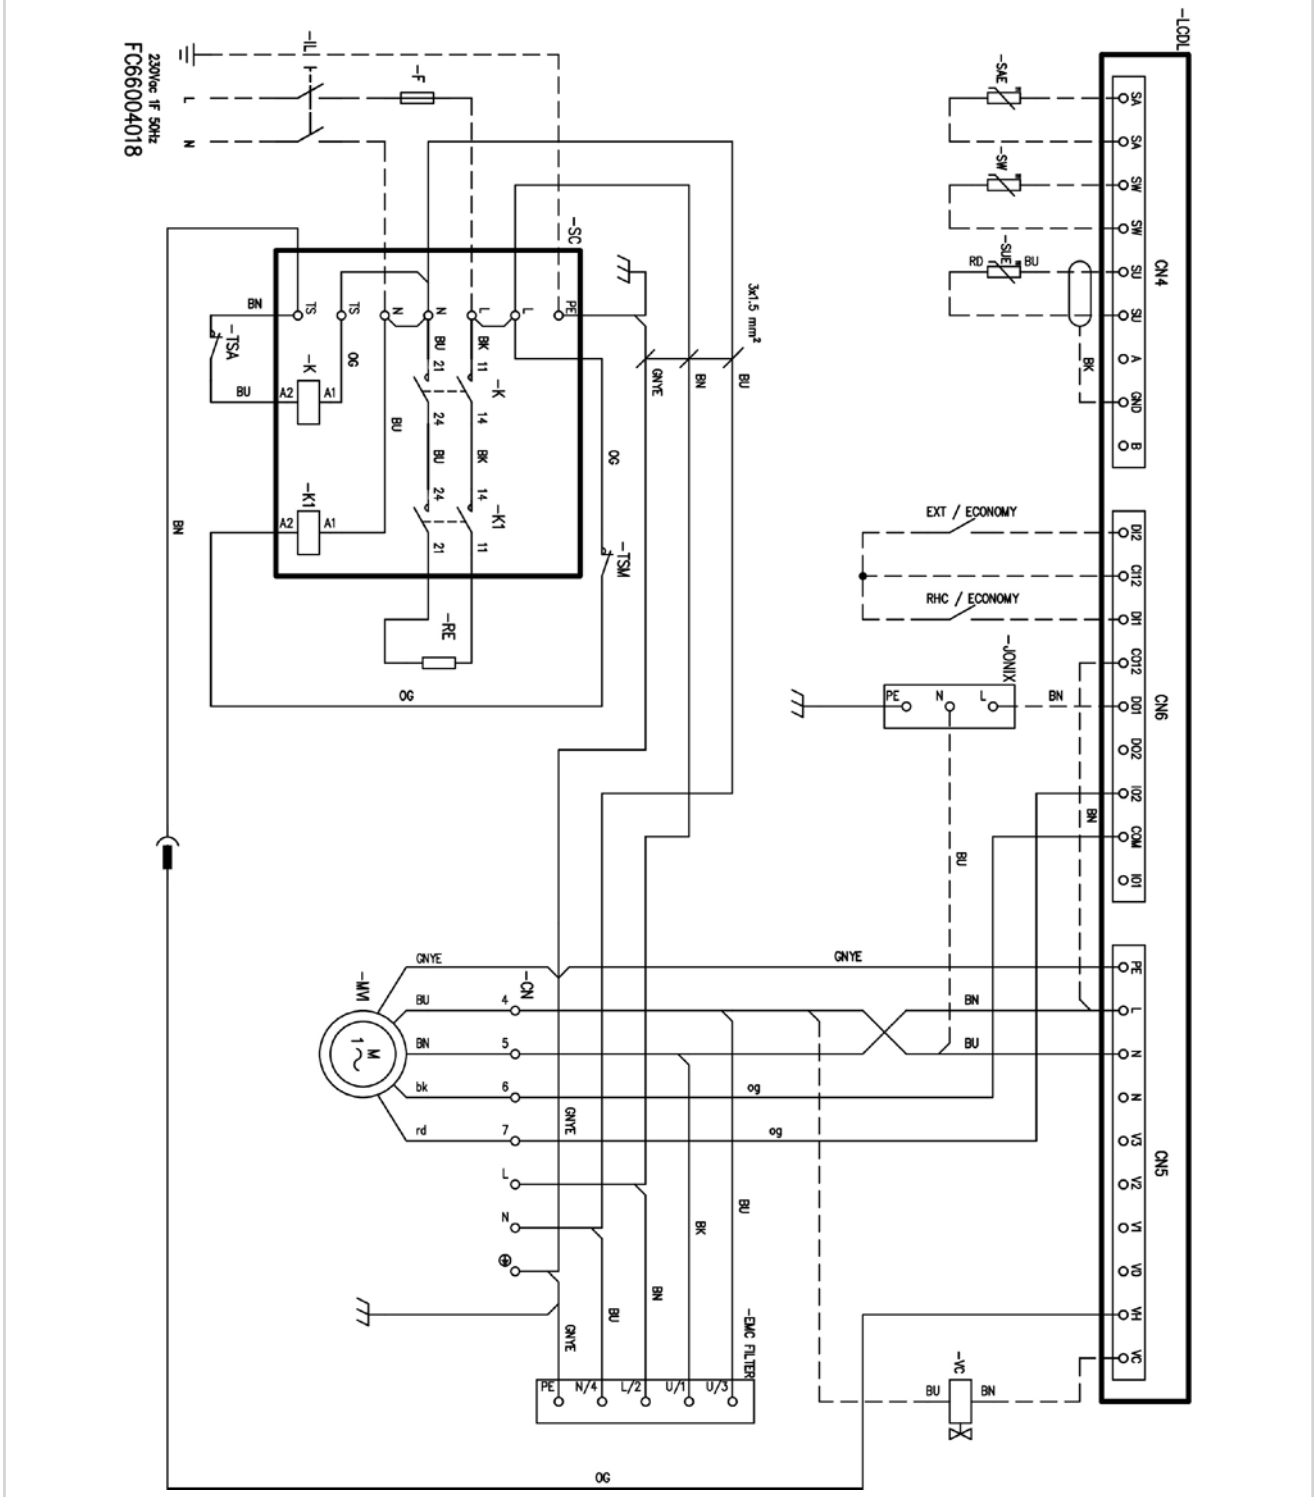 -LCDL
-IL
-SAE
-F
SA
230Vac 1F 50Hz
FC66004018
L
N
SA
-SW
SW
SW
-SC
CN4
RD
-SUE
BU
SU
BN
TS
TS
N
N
L
L
PE
3x1.5 mm²
SU
-TSA
-K
OG
BU
21
BK
11
-K
GNYE
BN
BU
A
BK
BU
A2
A1
GND
BU
24
14
B
BU
BK
OG
24
14
-K1
A2
A1
-K1
21
11
EXT / ECONOMY
DI2
BN
-TSM
CI12
RHC / ECONOMY
DI1
-RE
-JONIX
CO12
OG
PE
N
L
BN
DO1
CN6
DO2
IO2
BN
COM
BU
IO1
GNYE
GNYE
PE
-MVI
-CN
BU
4
BN
L
M
1
BN
5
BU
N
bk
6
og
N
GNYE
rd
7
og
V3
CN5
L
V2
BU
N
BK
V1
VD
BN
BU
VH
GNYE
-EMC FILTER
-VC
VC
PE
N/4
L/2
U/1
U/3
BU
BN
OG